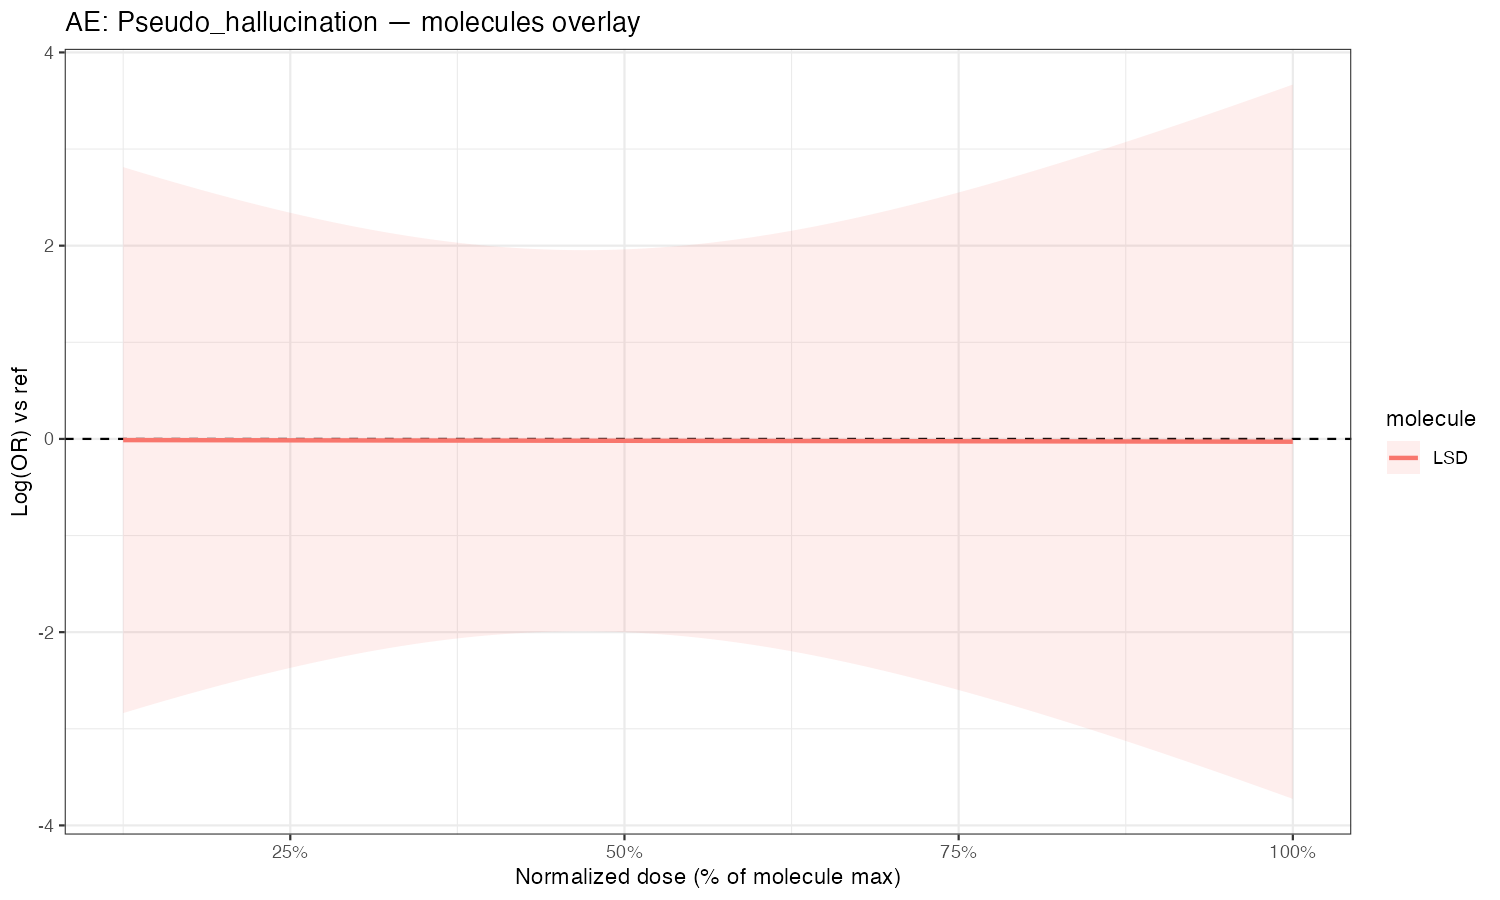 AE: Pseudo_hallucination — molecules overlay
4
2
0
-2
-4
Log(OR) vs ref
25%
50%
75%
100%
Normalized dose (% of molecule max)
molecule
LSD